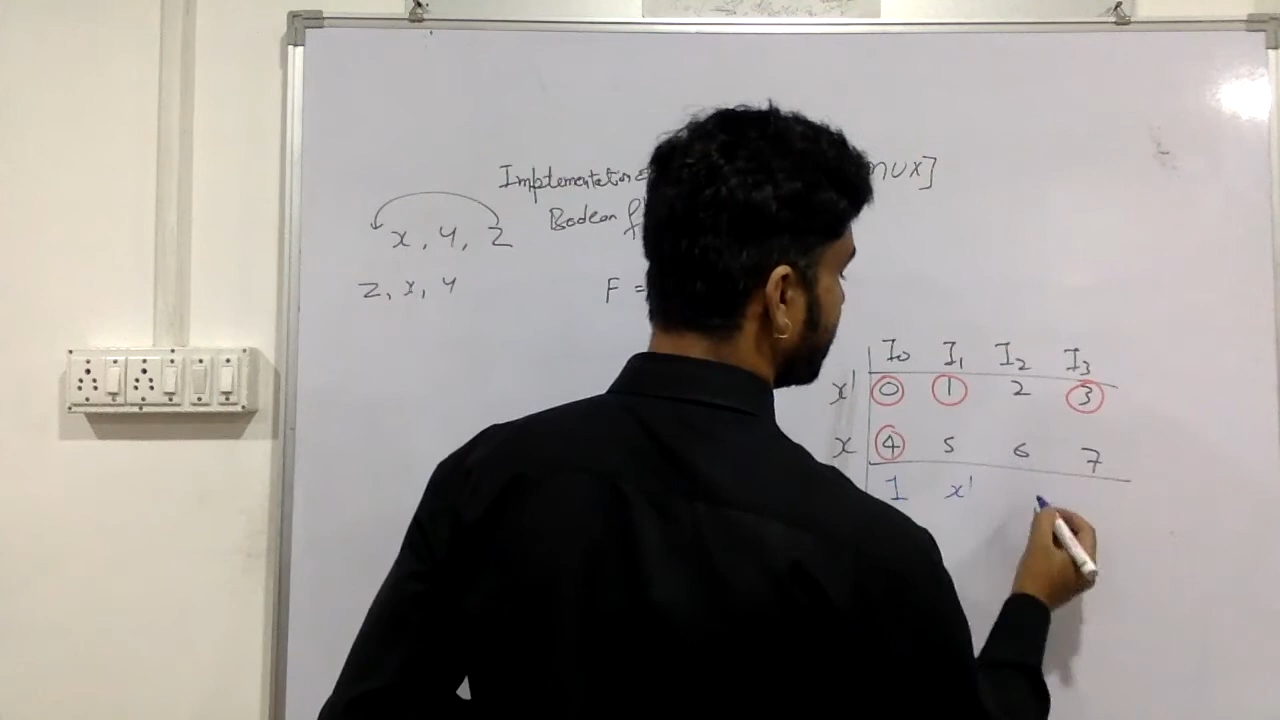 Implementation mux]
Boolean f
x, y, z
z, x, y
F =
I0 I1 I2 I3
x' 0 1 2 3
x 4 5 6 7
1 x'